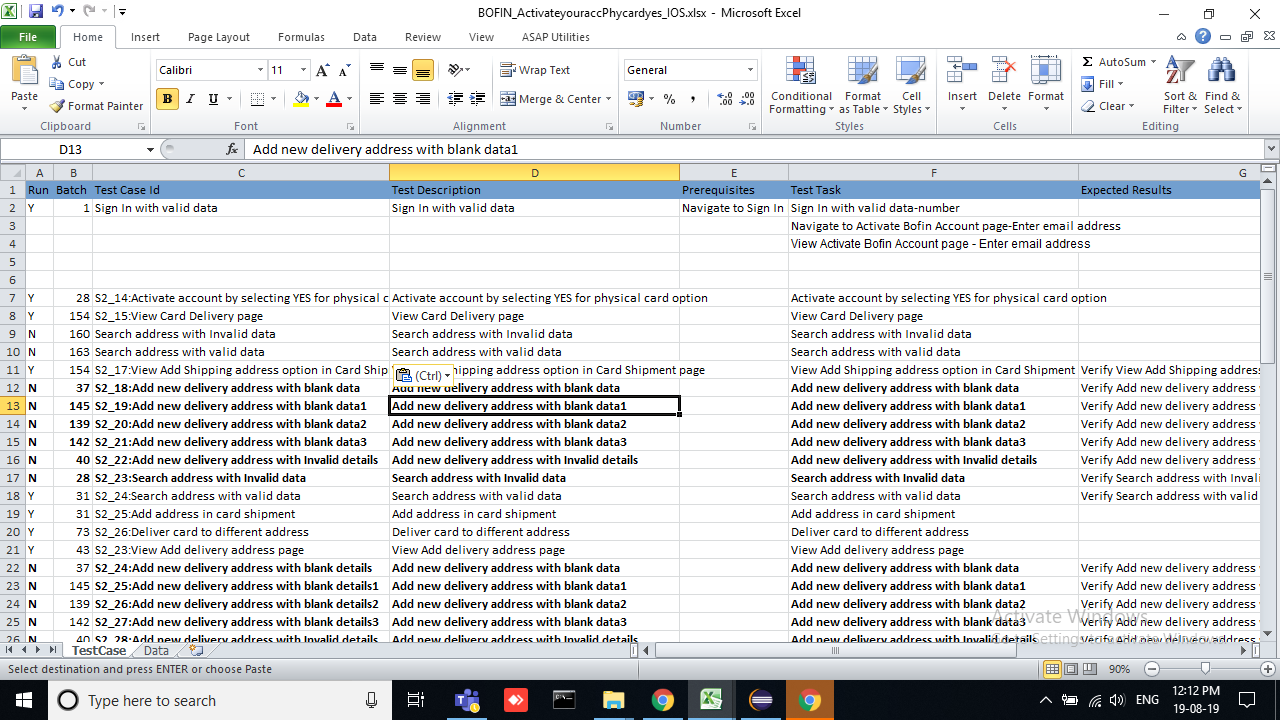 BOFIN_ActivateyouraccPhycardyes_IOS.xlsx - Microsoft Excel
File Home Insert Page Layout Formulas Data Review View ASAP Utilities
Paste Cut Copy Format Painter Clipboard
Calibri 11 B I U A A A Font
Wrap Text Merge & Center Alignment
General % , Number
Conditional Formatting Format as Table Cell Styles Styles
Insert Delete Format Cells
Σ AutoSum Fill Clear Sort & Filter Find & Select Editing
D13 fx Add new delivery address with blank data1
A B C D E F G
1 Run Batch Test Case Id Test Description Prerequisites Test Task Expected Results
2 Y 1 Sign In with valid data Sign In with valid data Navigate to Sign In Sign In with valid data-number
3 Navigate to Activate Bofin Account page-Enter email address
4 View Activate Bofin Account page - Enter email address
5
6
7 Y 28 S2_14:Activate account by selecting YES for physical c Activate account by selecting YES for physical card option Activate account by selecting YES for physical card option
8 Y 154 S2_15:View Card Delivery page View Card Delivery page View Card Delivery page
9 N 160 Search address with Invalid data Search address with Invalid data Search address with Invalid data
10 N 163 Search address with valid data Search address with valid data Search address with valid data
11 Y 154 S2_17:View Add Shipping address option in Card Ship (Ctrl) hipping address option in Card Shipment page View Add Shipping address option in Card Shipment Verify View Add Shipping address
12 N 37 S2_18:Add new delivery address with blank data Add new delivery address with blank data Add new delivery address with blank data Verify Add new delivery address
13 N 145 S2_19:Add new delivery address with blank data1 Add new delivery address with blank data1 Add new delivery address with blank data1 Verify Add new delivery address
14 N 139 S2_20:Add new delivery address with blank data2 Add new delivery address with blank data2 Add new delivery address with blank data2 Verify Add new delivery address
15 N 142 S2_21:Add new delivery address with blank data3 Add new delivery address with blank data3 Add new delivery address with blank data3 Verify Add new delivery address
16 N 40 S2_22:Add new delivery address with Invalid details Add new delivery address with Invalid details Add new delivery address with Invalid details Verify Add new delivery address
17 N 28 S2_23:Search address with Invalid data Search address with Invalid data Search address with Invalid data Verify Search address with Inval
18 Y 31 S2_24:Search address with valid data Search address with valid data Search address with valid data Verify Search address with valid
19 Y 31 S2_25:Add address in card shipment Add address in card shipment Add address in card shipment
20 Y 73 S2_26:Deliver card to different address Deliver card to different address Deliver card to different address
21 Y 43 S2_23:View Add delivery address page View Add delivery address page View Add delivery address page
22 N 37 S2_24:Add new delivery address with blank details Add new delivery address with blank data Add new delivery address with blank data Verify Add new delivery address
23 N 145 S2_25:Add new delivery address with blank details1 Add new delivery address with blank data1 Add new delivery address with blank data1 Verify Add new delivery address
24 N 139 S2_26:Add new delivery address with blank details2 Add new delivery address with blank data2 Add new delivery address with blank data2 Verify Add new delivery address
25 N 142 S2_27:Add new delivery address with blank details3 Add new delivery address with blank data3 Add new delivery address with blank data3 Verify Add new delivery address
26 N 40 S2_28:Add new delivery address with Invalid details Add new delivery address with Invalid details Add new delivery address with Invalid details Verify Add new delivery address
Activate Windows
TestCase Data
Select destination and press ENTER or choose Paste 90%
Type here to search ENG 12:12 PM
19-08-19